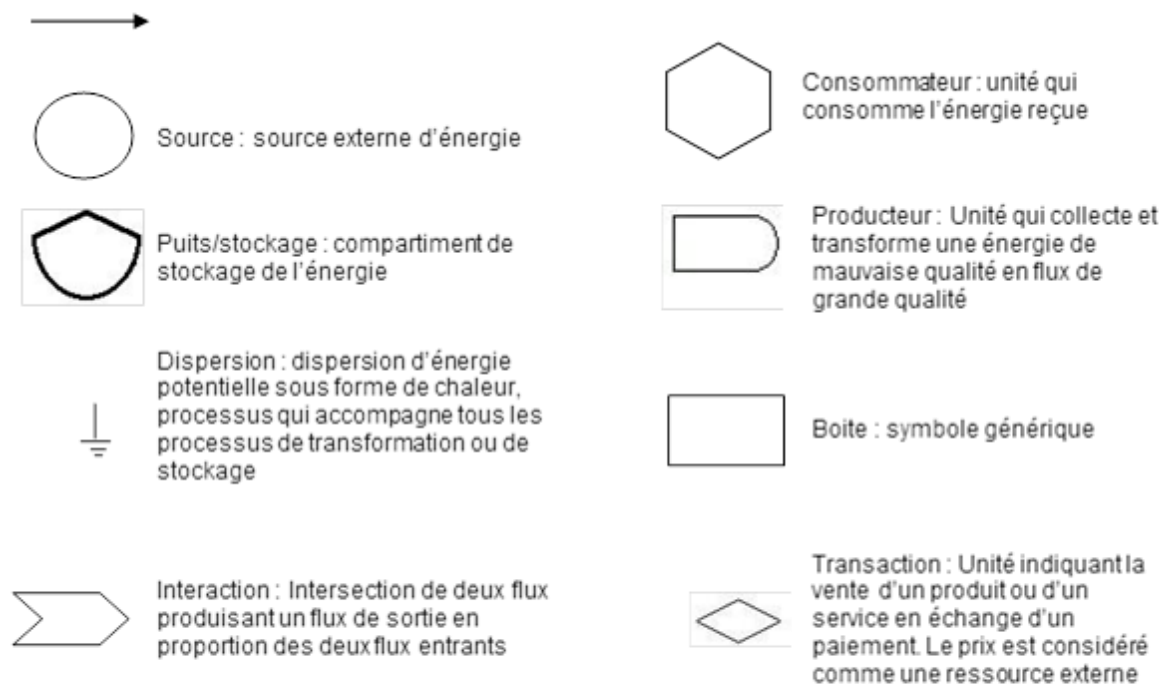 Source : source externe d'énergie
Puits/stockage : compartiment de
stockage de l'énergie
Dispersion : dispersion d'énergie
potentielle sous forme de chaleur,
processus qui accompagne tous les
processus de transformation ou de
stockage
Interaction : Intersection de deux flux
produisant un flux de sortie en
proportion des deux flux entrants
Consommateur : unité qui
consomme l'énergie reçue
Producteur : Unité qui collecte et
transforme une énergie de
mauvaise qualité en flux de
grande qualité
Boite : symbole générique
Transaction : Unité indiquant la
vente d'un produit ou d'un
service en échange d'un
paiement. Le prix est considéré
comme une ressource externe